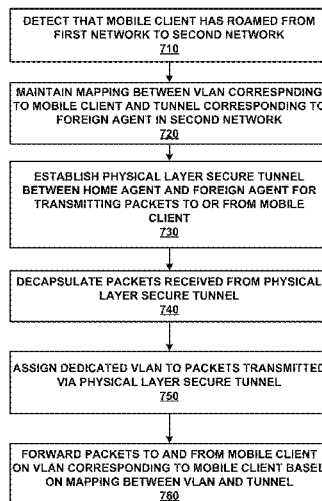 DETECT THAT MOBILE CLIENT HAS ROAMED FROM
FIRST NETWORK TO SECOND NETWORK
710
MAINTAIN MAPPING BETWEEN VLAN CORRESPNDING
TO MOBILE CLIENT AND TUNNEL CORRESPONDING TO
FOREIGN AGENT IN SECOND NETWORK
720
ESTABLISH PHYSICAL LAYER SECURE TUNNEL
BETWEEN HOME AGENT AND FOREIGN AGENT FOR
TRANSMITTING PACKETS TO OR FROM MOBILE
CLIENT
730
DECAPSULATE PACKETS RECEIVED FROM PHYSICAL
LAYER SECURE TUNNEL
740
ASSIGN DEDICATED VLAN TO PACKETS TRANSMITTED
VIA PHYSICAL LAYER SECURE TUNNEL
750
FORWARD PACKETS TO AND FROM MOBILE CLIENT
ON VLAN CORRESPONDING TO MOBILE CLIENT BASED
ON MAPPING BETWEEN VLAN AND TUNNEL
760